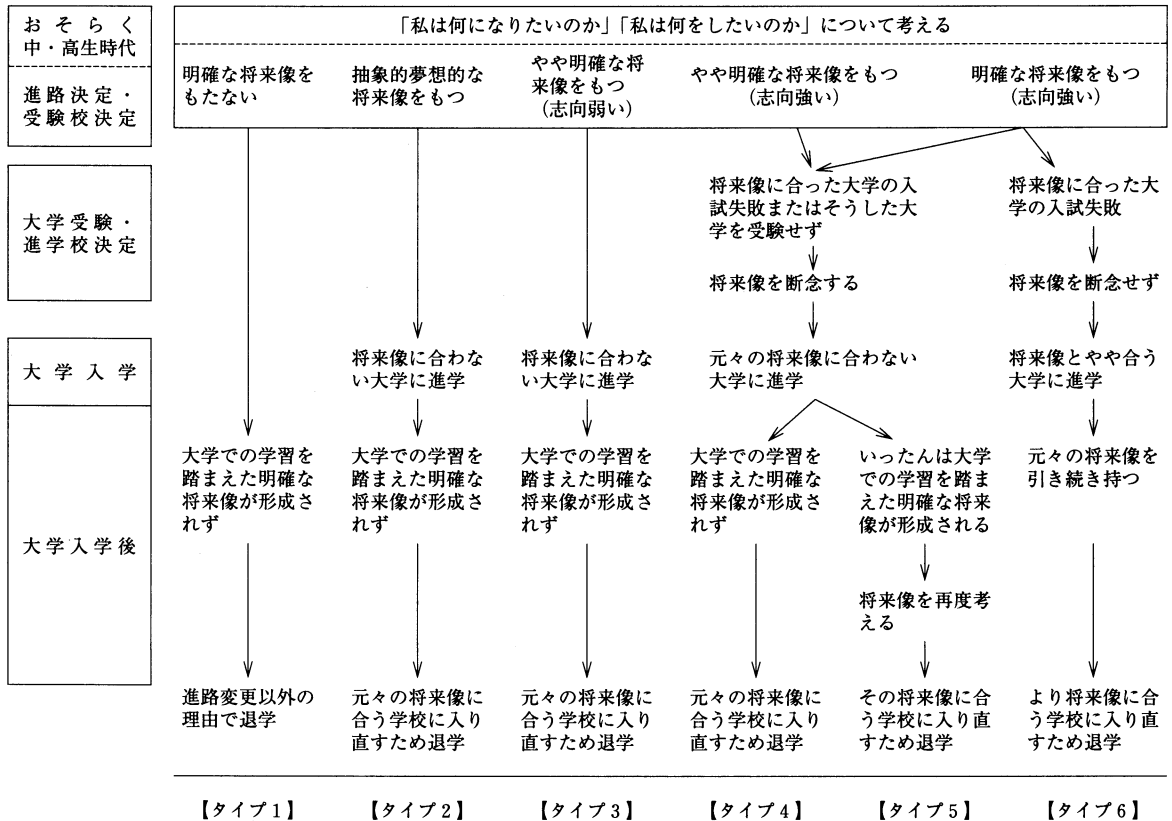 おそらく
中・高生時代
進路決定・
受験校決定
「私は何になりたいのか」「私は何をしたいのか」について考える
明確な将来像を
もたない
抽象的夢想的な
将来像をもつ
やや明確な将
来像をもつ
(志向弱い)
やや明確な将来像をもつ
(志向強い)
明確な将来像をもつ
(志向強い)
大学受験・
進学校決定
将来像に合った大学の入
試失敗またはそうした大
学を受験せず
将来像に合った大
学の入試失敗
将来像を断念する
将来像を断念せず
大学入学
将来像に合わな
い大学に進学
将来像に合わな
い大学に進学
元々の将来像に合わない
大学に進学
将来像とやや合う
大学に進学
大学入学後
大学での学習を
踏まえた明確な
将来像が形成さ
れず
大学での学習を
踏まえた明確な
将来像が形成さ
れず
大学での学習を
踏まえた明確な
将来像が形成さ
れず
大学での学習を
踏まえた明確な
将来像が形成さ
れず
いったんは大学
での学習を踏ま
えた明確な将来
像が形成される
元々の将来像を
引き続き持つ
将来像を再度考
える
進路変更以外の
理由で退学
元々の将来像に
合う学校に入り
直すため退学
元々の将来像に
合う学校に入り
直すため退学
元々の将来像に
合う学校に入り
直すため退学
その将来像に合
う学校に入り直
すため退学
より将来像に合
う学校に入り直
すため退学
【タイプ1】
【タイプ2】
【タイプ3】
【タイプ4】
【タイプ5】
【タイプ6】